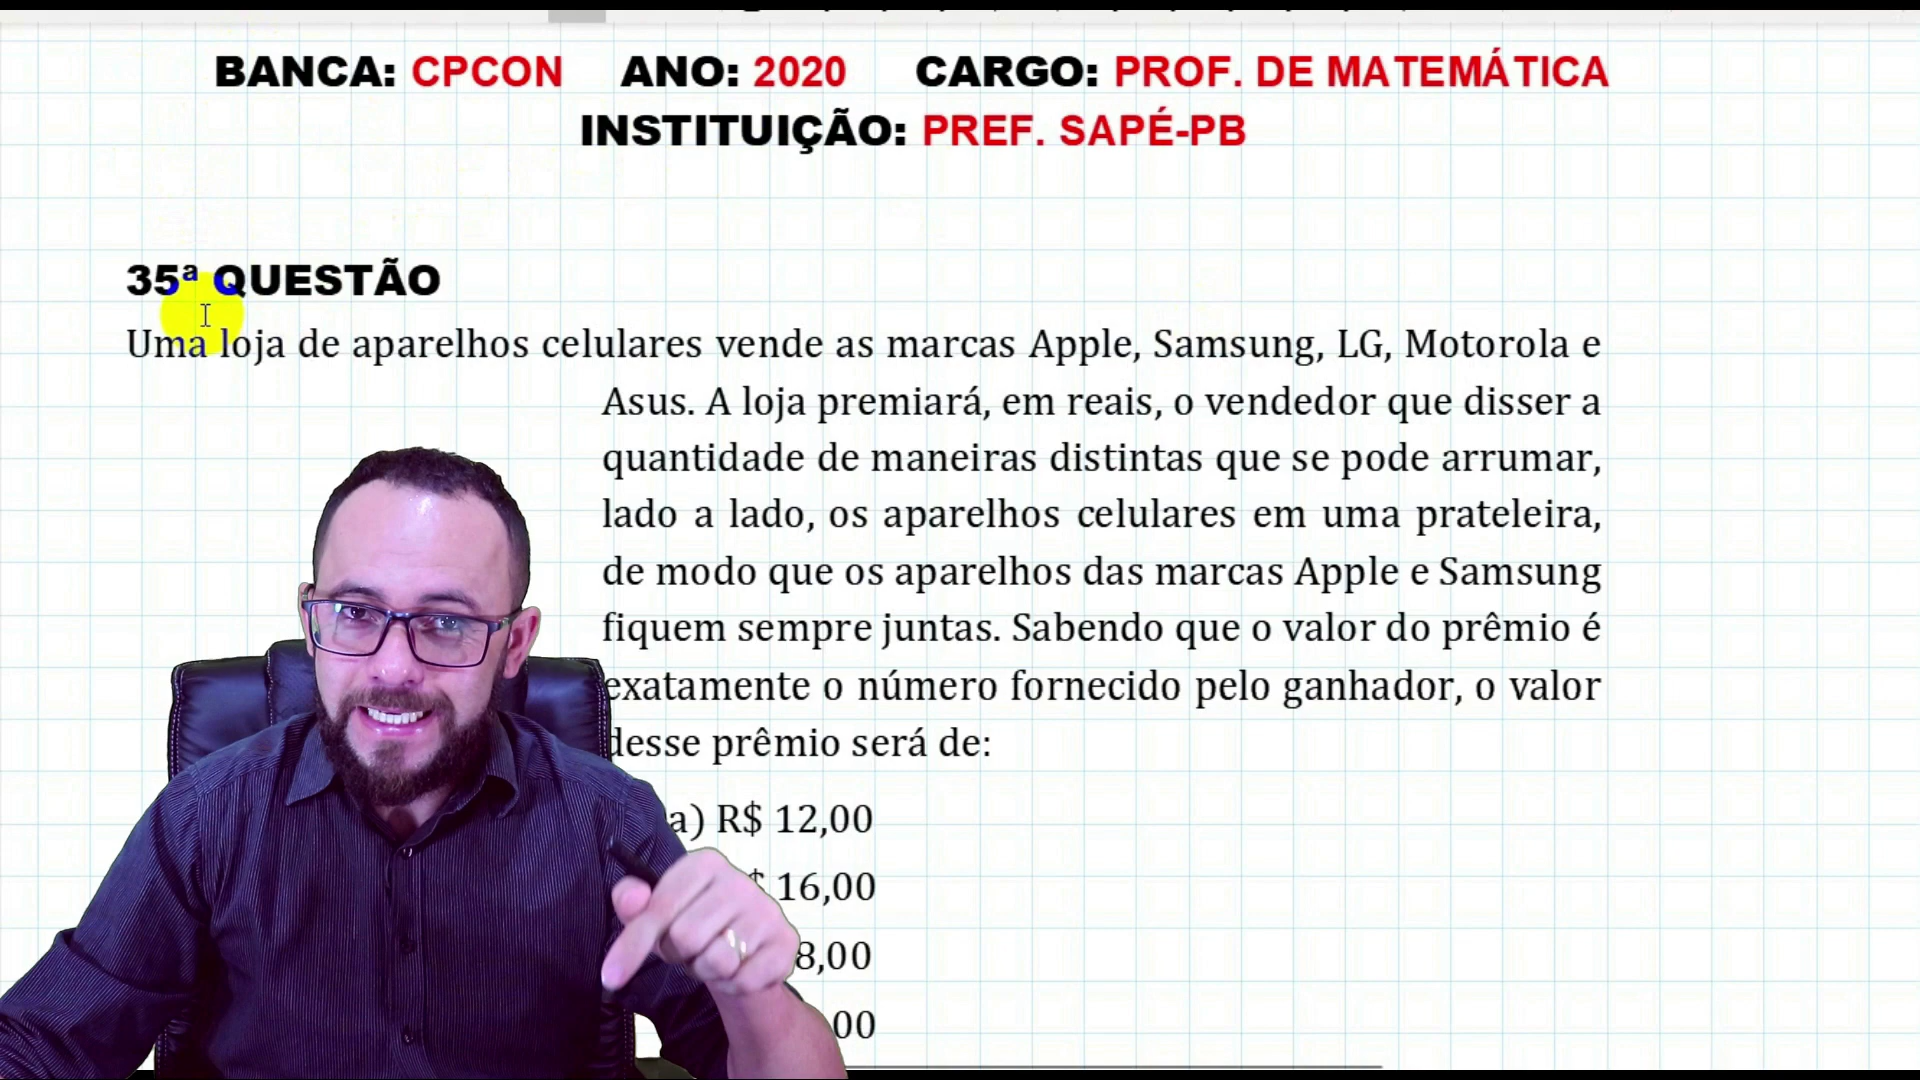 BANCA: CPCON ANO: 2020 CARGO: PROF. DE MATEMÁTICA
INSTITUIÇÃO: PREF. SAPÉ-PB
35ª QUESTÃO
Uma loja de aparelhos celulares vende as marcas Apple, Samsung, LG, Motorola e
Asus. A loja premiará, em reais, o vendedor que disser a
quantidade de maneiras distintas que se pode arrumar,
lado a lado, os aparelhos celulares em uma prateleira,
de modo que os aparelhos das marcas Apple e Samsung
fiquem sempre juntas. Sabendo que o valor do prêmio é
exatamente o número fornecido pelo ganhador, o valor
desse prêmio será de:
a) R$ 12,00
$ 16,00
8,00
00